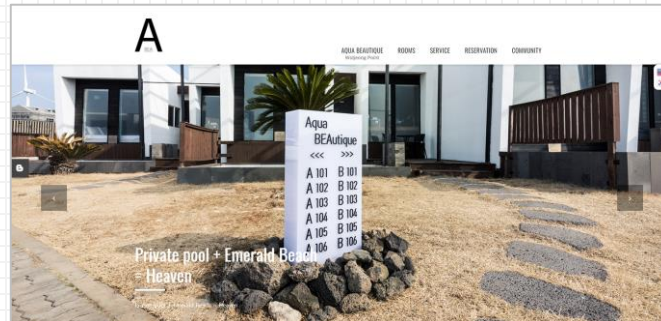 A
AQUA BEAUTIQUE ROOMS SERVICE RESERVATION COMMUNITY
Aqua
BEAutique
<<< >>>
A 101 B 101
A 102 B 102
A 103 B 103
A 104 B 104
A 105 B 105
A 106 B 106
Private pool + Emerald Beach
= Heaven